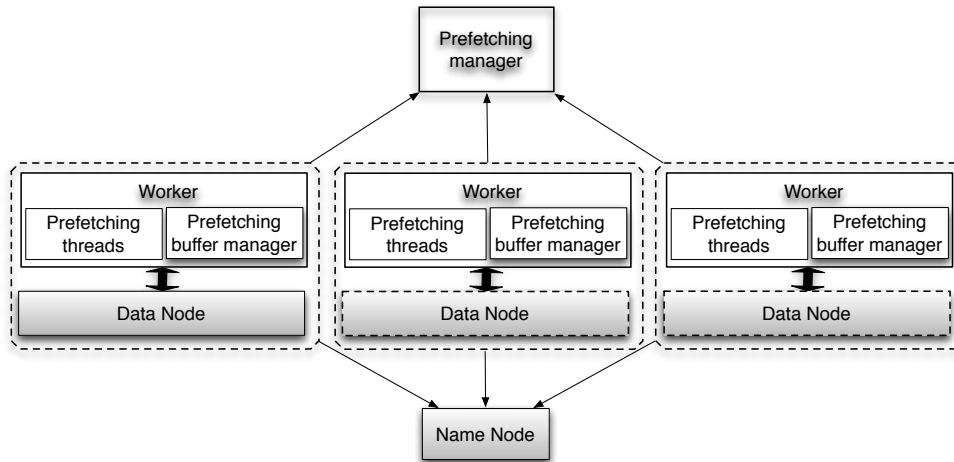 Prefetching
manager
Worker
Prefetching
threads
Prefetching
buffer manager
Data Node
Worker
Prefetching
threads
Prefetching
buffer manager
Data Node
Worker
Prefetching
threads
Prefetching
buffer manager
Data Node
Name Node